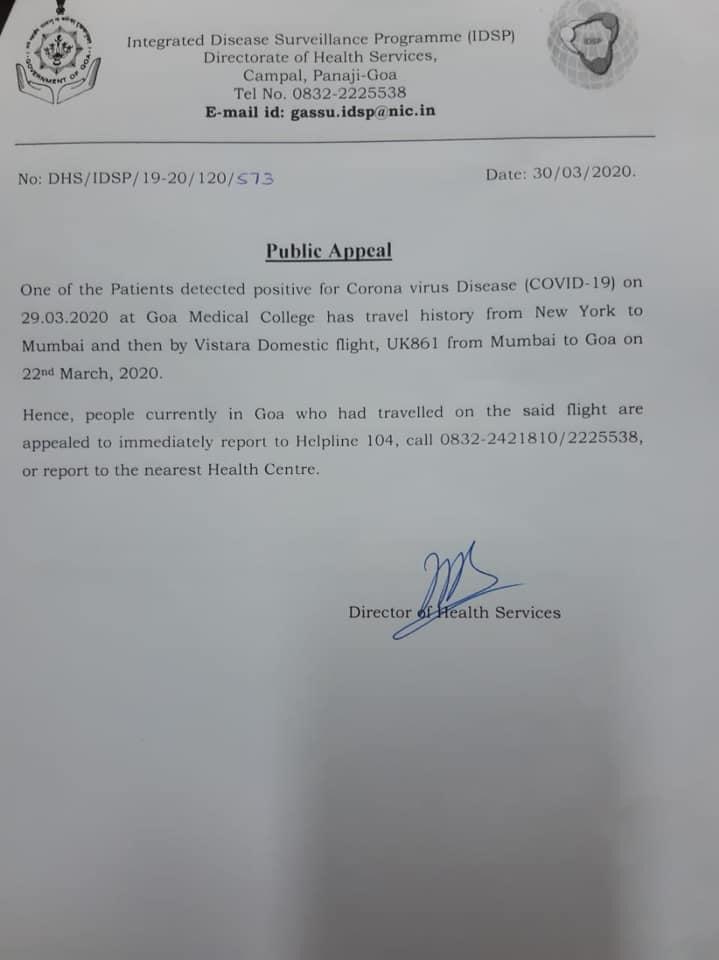 Integrated Disease Surveillance Programme (IDSP)
Directorate of Health Services,
Campal, Panaji-Goa
Tel No. 0832-2225538
E-mail id: gassu.idsp@nic.in
GOVERNMENT OF GOA
No: DHS/IDSP/19-20/120/573
Date: 30/03/2020.
Public Appeal
One of the Patients detected positive for Corona virus Disease (COVID-19) on
29.03.2020 at Goa Medical College has travel history from New York to
Mumbai and then by Vistara Domestic flight, UK861 from Mumbai to Goa on
22nd March, 2020.
Hence, people currently in Goa who had travelled on the said flight are
appealed to immediately report to Helpline 104, call 0832-2421810/2225538,
or report to the nearest Health Centre.
Director of Health Services